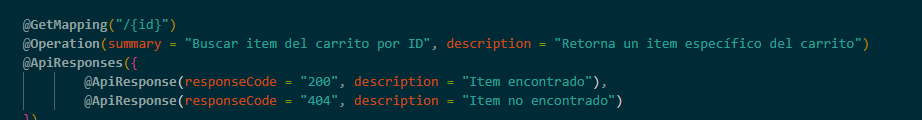 @GetMapping("/{id}")
@Operation(summary = "Buscar item del carrito por ID", description = "Retorna un item específico del carrito")
@ApiResponses({
@ApiResponse(responseCode = "200", description = "Item encontrado"),
@ApiResponse(responseCode = "404", description = "Item no encontrado")
})